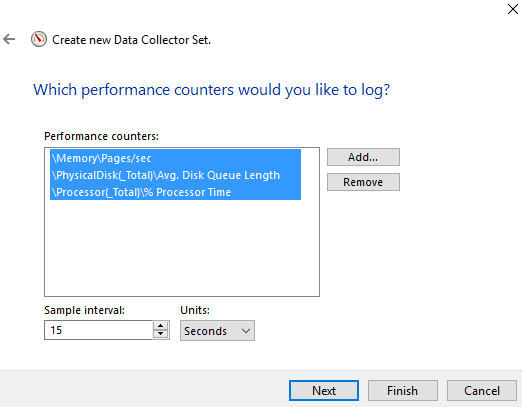 Create new Data Collector Set.
Which performance counters would you like to log?
Performance counters:
\Memory\Pages/sec
\PhysicalDisk(_Total)\Avg. Disk Queue Length
\Processor(_Total)\% Processor Time
Add...
Remove
Sample interval:
Units:
15
Seconds
Next
Finish
Cancel